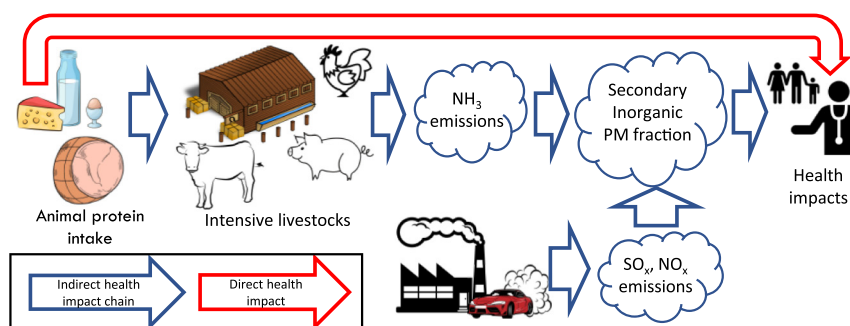 Animal protein
intake
Intensive livestocks
NH₃
emissions
Secondary
Inorganic
PM fraction
Health
impacts
SOₓ, NOₓ
emissions
Indirect health
impact chain
Direct health
impact